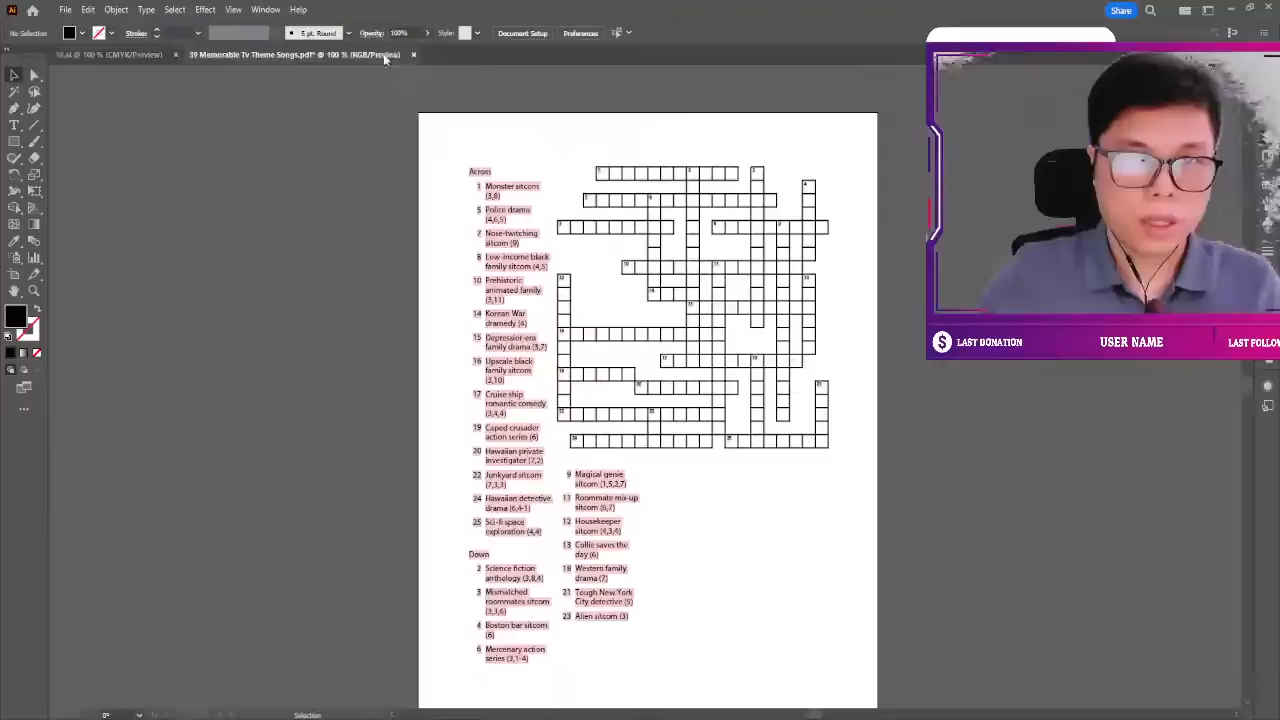 Ai File Edit Object Type Select Effect View Window Help
Share
No Selection Stroke: 5 pt. Round Opacity: 100% Style: Document Setup Preferences
@ 100 % (CMYK/Preview) × 39 Memorable Tv Theme Songs.pdf* @ 100 % (RGB/Preview) ×
Across
1 Monster sitcom
(3,8)
5 Police drama
(4,6,5)
7 Nose-twitching
sitcom (9)
8 Low-income black
family sitcom (4,5)
10 Prehistoric
animated family
(3,11)
14 Korean War
dramedy (4)
15 Depression-era
family drama (3,7)
16 Upscale black
family sitcom
(3,10)
17 Cruise ship
romantic comedy
(3,4,4)
19 Caped crusader
action series (6)
20 Hawaiian private
investigator (7,2)
22 Junkyard sitcom
(7,3,3)
24 Hawaiian detective
drama (6,4-1)
25 Sci-fi space
exploration (4,4)
Down
2 Science fiction
anthology (3,8,4)
3 Mismatched
roommates sitcom
(3,3,6)
4 Boston bar sitcom
(6)
6 Mercenary action
series (3,1-4)
9 Magical genie
sitcom (1,5,2,7)
11 Roommate mix-up
sitcom (6,7)
12 Housekeeper
sitcom (4,3,4)
13 Collie saves the
day (6)
18 Western family
drama (7)
21 Tough New York
City detective (5)
23 Alien sitcom (3)
$ LAST DONATION USER NAME LAST FOLLOW
0° Selection